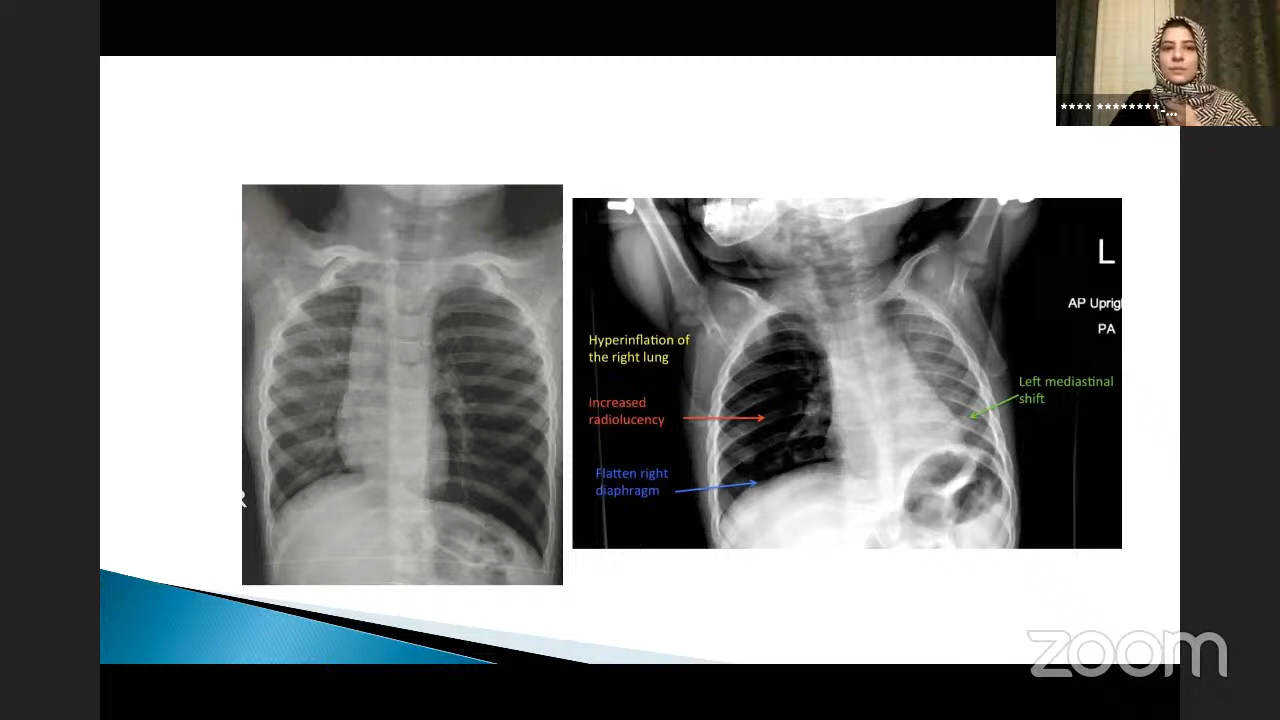 **** ********-...
L
AP Uprig
PA
Hyperinflation of
the right lung
Left mediastinal
shift
Increased
radiolucency
Flatten right
diaphragm
R
zoom